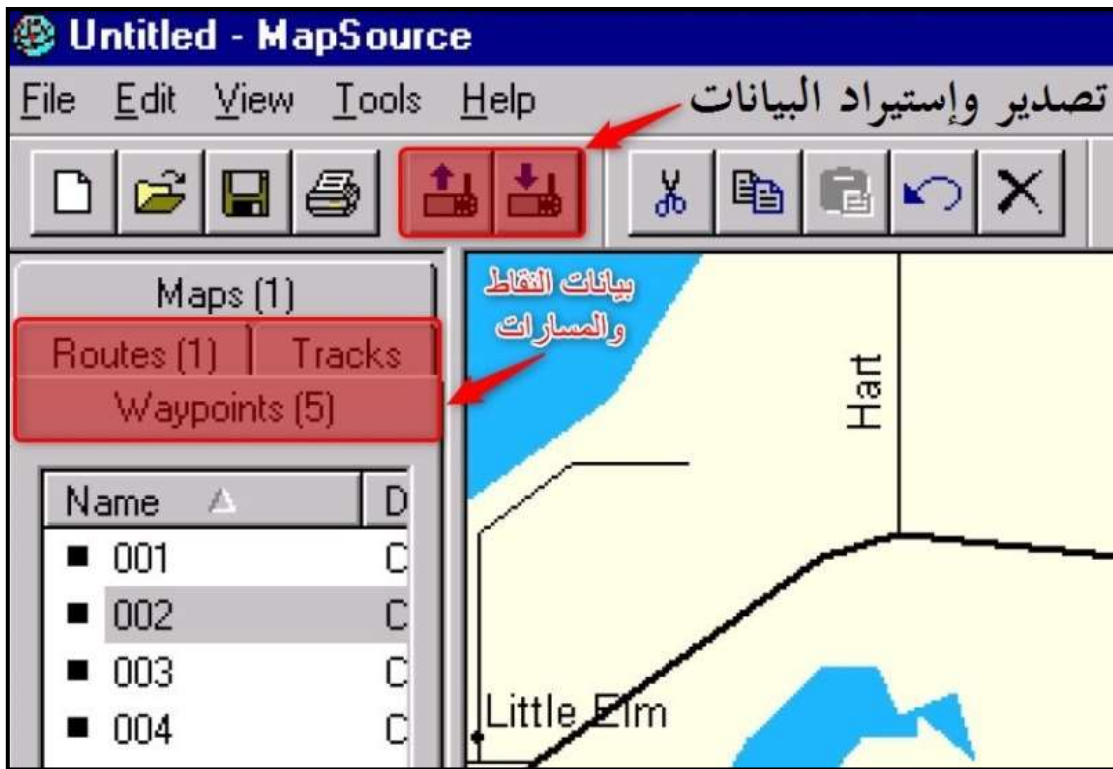 Untitled - MapSource
File Edit View Tools Help
تصدير وإستيراد البيانات
Maps (1)
Routes (1) Tracks
Waypoints (5)
بيانات النقاط
والمسارات
Name D
001 C
002 C
003 C
004 C
Hart
Little Elm